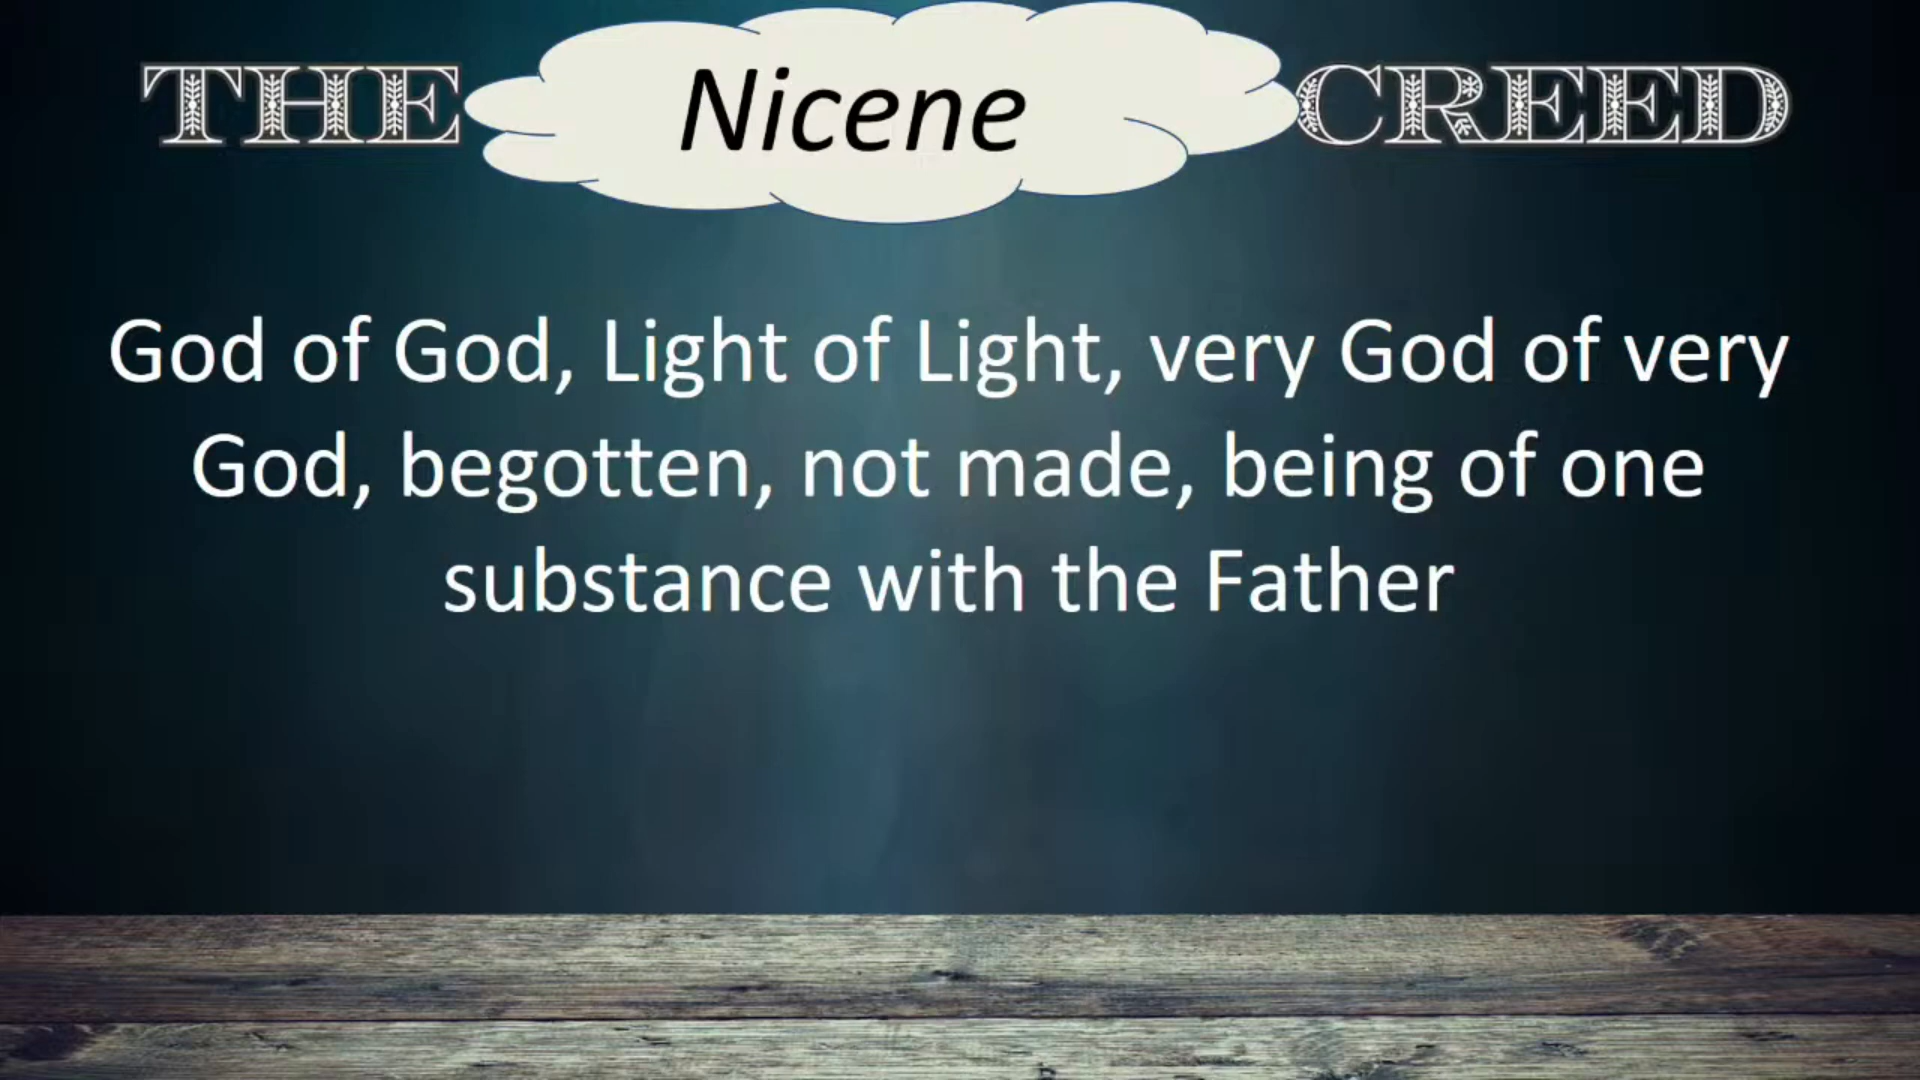 THE Nicene CREED
God of God, Light of Light, very God of very
God, begotten, not made, being of one
substance with the Father